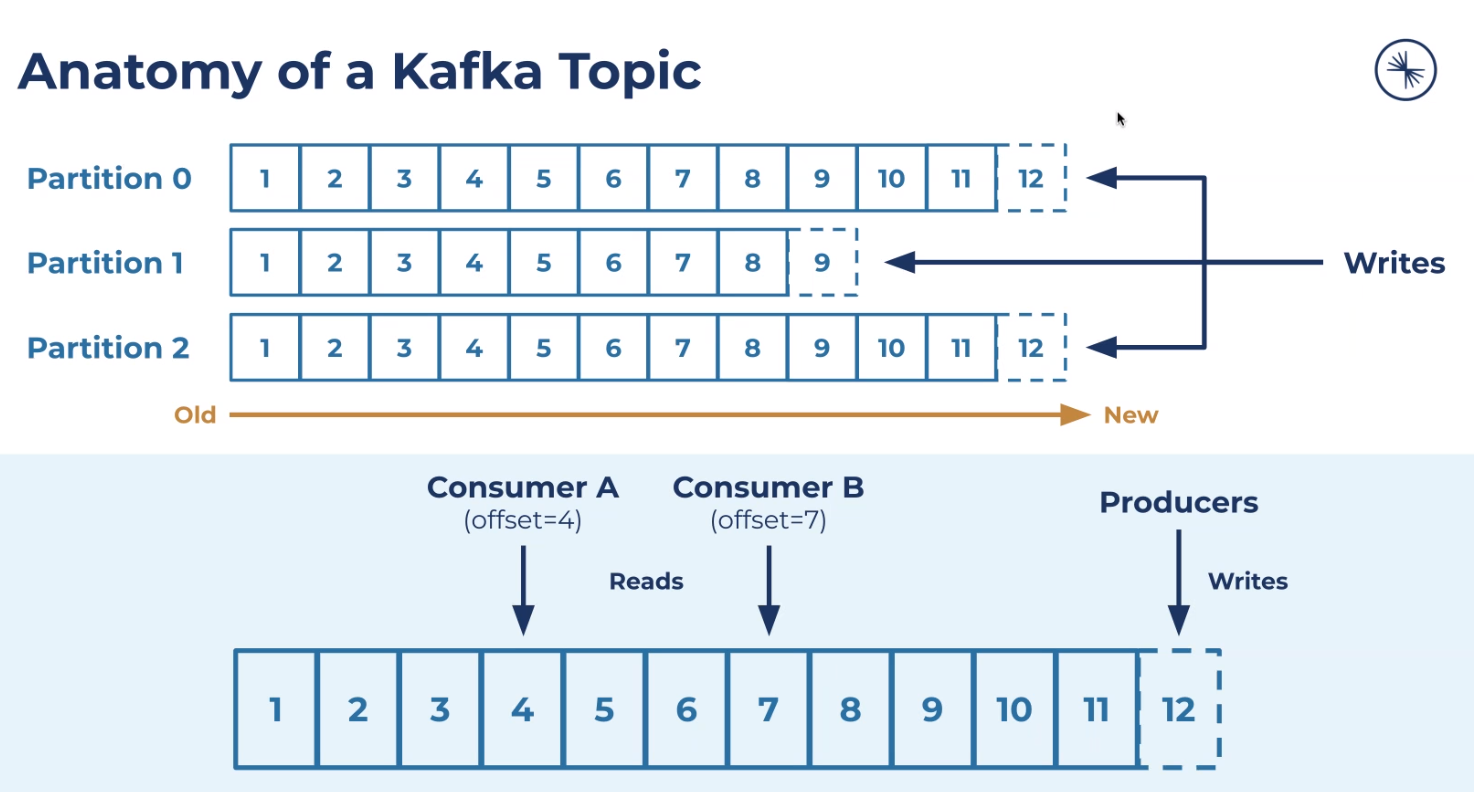 Anatomy of a Kafka Topic
Partition 0 1 2 3 4 5 6 7 8 9 10 11 12
Partition 1 1 2 3 4 5 6 7 8 9
Writes
Partition 2 1 2 3 4 5 6 7 8 9 10 11 12
Old New
Consumer A
(offset=4)
Consumer B
(offset=7)
Producers
Reads
Writes
1 2 3 4 5 6 7 8 9 10 11 12